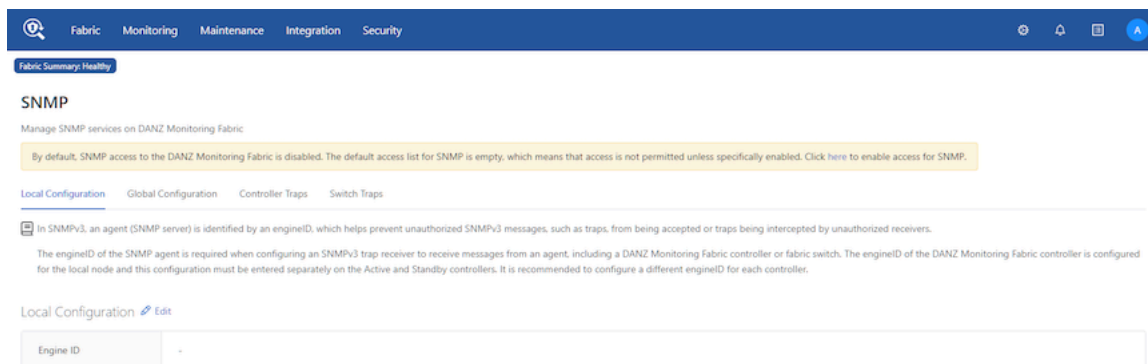 Fabric Monitoring Maintenance Integration Security A
Fabric Summary: Healthy
SNMP
Manage SNMP services on DANZ Monitoring Fabric
By default, SNMP access to the DANZ Monitoring Fabric is disabled. The default access list for SNMP is empty, which means that access is not permitted unless specifically enabled. Click here to enable access for SNMP.
Local Configuration Global Configuration Controller Traps Switch Traps
In SNMPv3, an agent (SNMP server) is identified by an engineID, which helps prevent unauthorized SNMPv3 messages, such as traps, from being accepted or traps being intercepted by unauthorized receivers.
The engineID of the SNMP agent is required when configuring an SNMPv3 trap receiver to receive messages from an agent, including a DANZ Monitoring Fabric controller or fabric switch. The engineID of the DANZ Monitoring Fabric controller is configured
for the local node and this configuration must be entered separately on the Active and Standby controllers. It is recommended to configure a different engineID for each controller.
Local Configuration Edit
Engine ID -